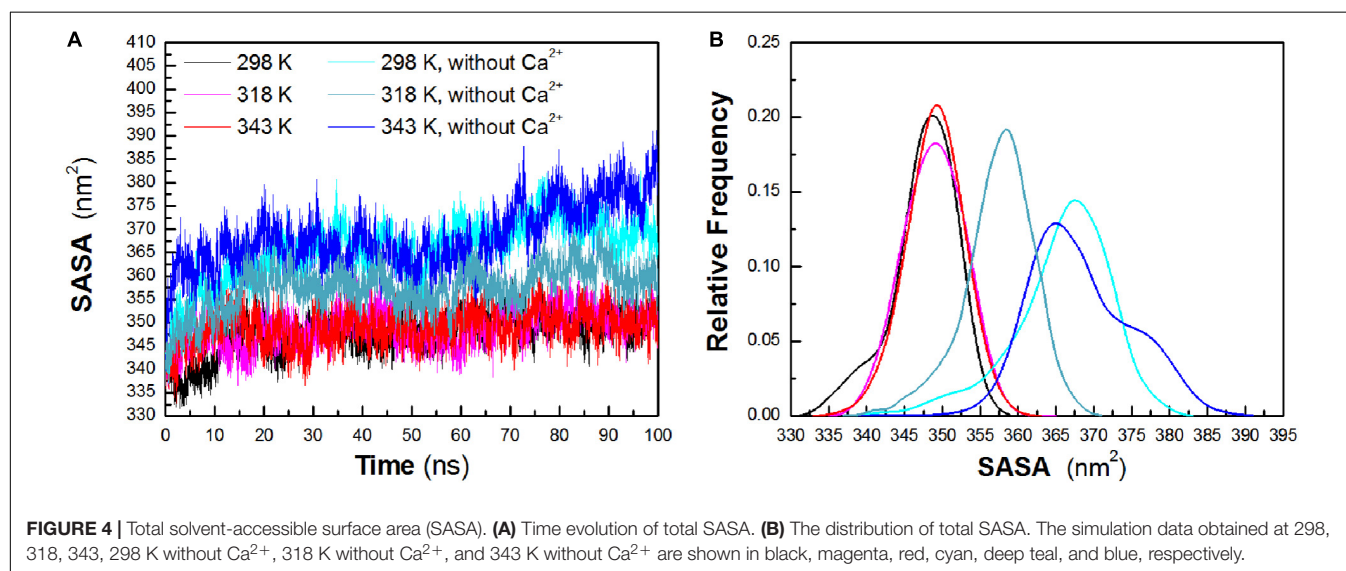 A
410
405
400
395
390
385
380
375
370
365
360
355
350
345
340
335
330
SASA (nm²)
298 K
318 K
343 K
298 K, without Ca²⁺
318 K, without Ca²⁺
343 K, without Ca²⁺
0 10 20 30 40 50 60 70 80 90 100
Time (ns)
B
0.25
0.20
0.15
0.10
0.05
0.00
Relative Frequency
330 335 340 345 350 355 360 365 370 375 380 385 390 395
SASA (nm²)
FIGURE 4 | Total solvent-accessible surface area (SASA). (A) Time evolution of total SASA. (B) The distribution of total SASA. The simulation data obtained at 298,
318, 343, 298 K without Ca²⁺, 318 K without Ca²⁺, and 343 K without Ca²⁺ are shown in black, magenta, red, cyan, deep teal, and blue, respectively.